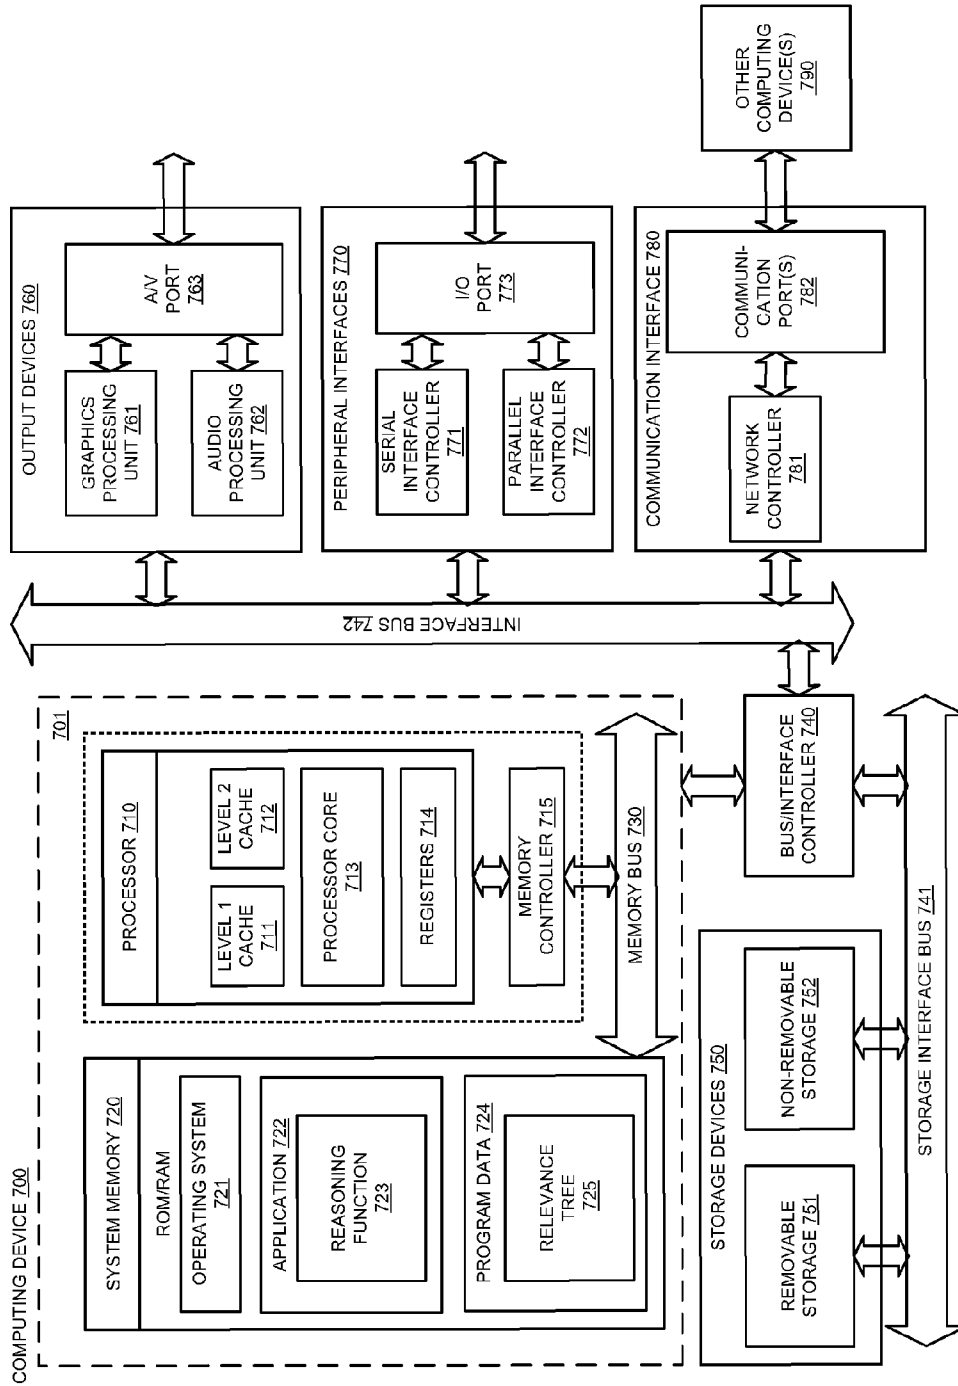 COMPUTING DEVICE 700
701
SYSTEM MEMORY 720
ROM/RAM
OPERATING SYSTEM
721
APPLICATION 722
REASONING
FUNCTION
723
PROGRAM DATA 724
RELEVANCE
TREE
725
PROCESSOR 710
LEVEL 1
CACHE
711
LEVEL 2
CACHE
712
PROCESSOR CORE
713
REGISTERS 714
MEMORY
CONTROLLER 715
MEMORY BUS 730
STORAGE DEVICES 750
REMOVABLE
STORAGE 751
NON-REMOVABLE
STORAGE 752
BUS/INTERFACE
CONTROLLER 740
STORAGE INTERFACE BUS 741
INTERFACE BUS 742
OUTPUT DEVICES 760
GRAPHICS
PROCESSING
UNIT 761
AUDIO
PROCESSING
UNIT 762
A/V
PORT
763
PERIPHERAL INTERFACES 770
SERIAL
INTERFACE
CONTROLLER
771
PARALLEL
INTERFACE
CONTROLLER
772
I/O
PORT
773
COMMUNICATION INTERFACE 780
NETWORK
CONTROLLER
781
COMMUNI-
CATION
PORT(S)
782
OTHER
COMPUTING
DEVICE(S)
790